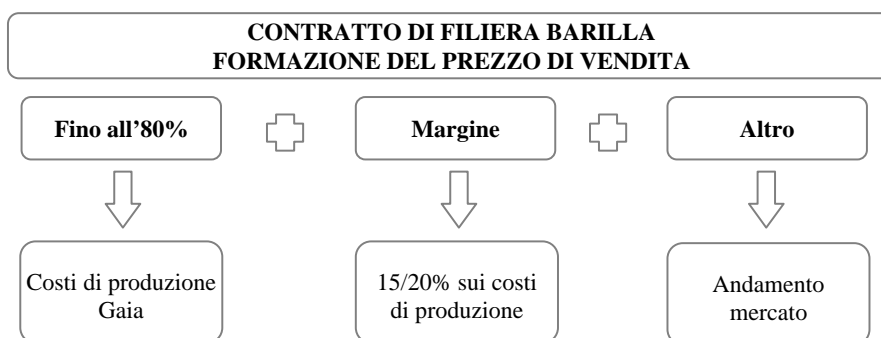 CONTRATTO DI FILIERA BARILLA
FORMAZIONE DEL PREZZO DI VENDITA
Fino all’80%
Margine
Altro
Costi di produzione
Gaia
15/20% sui costi
di produzione
Andamento
mercato